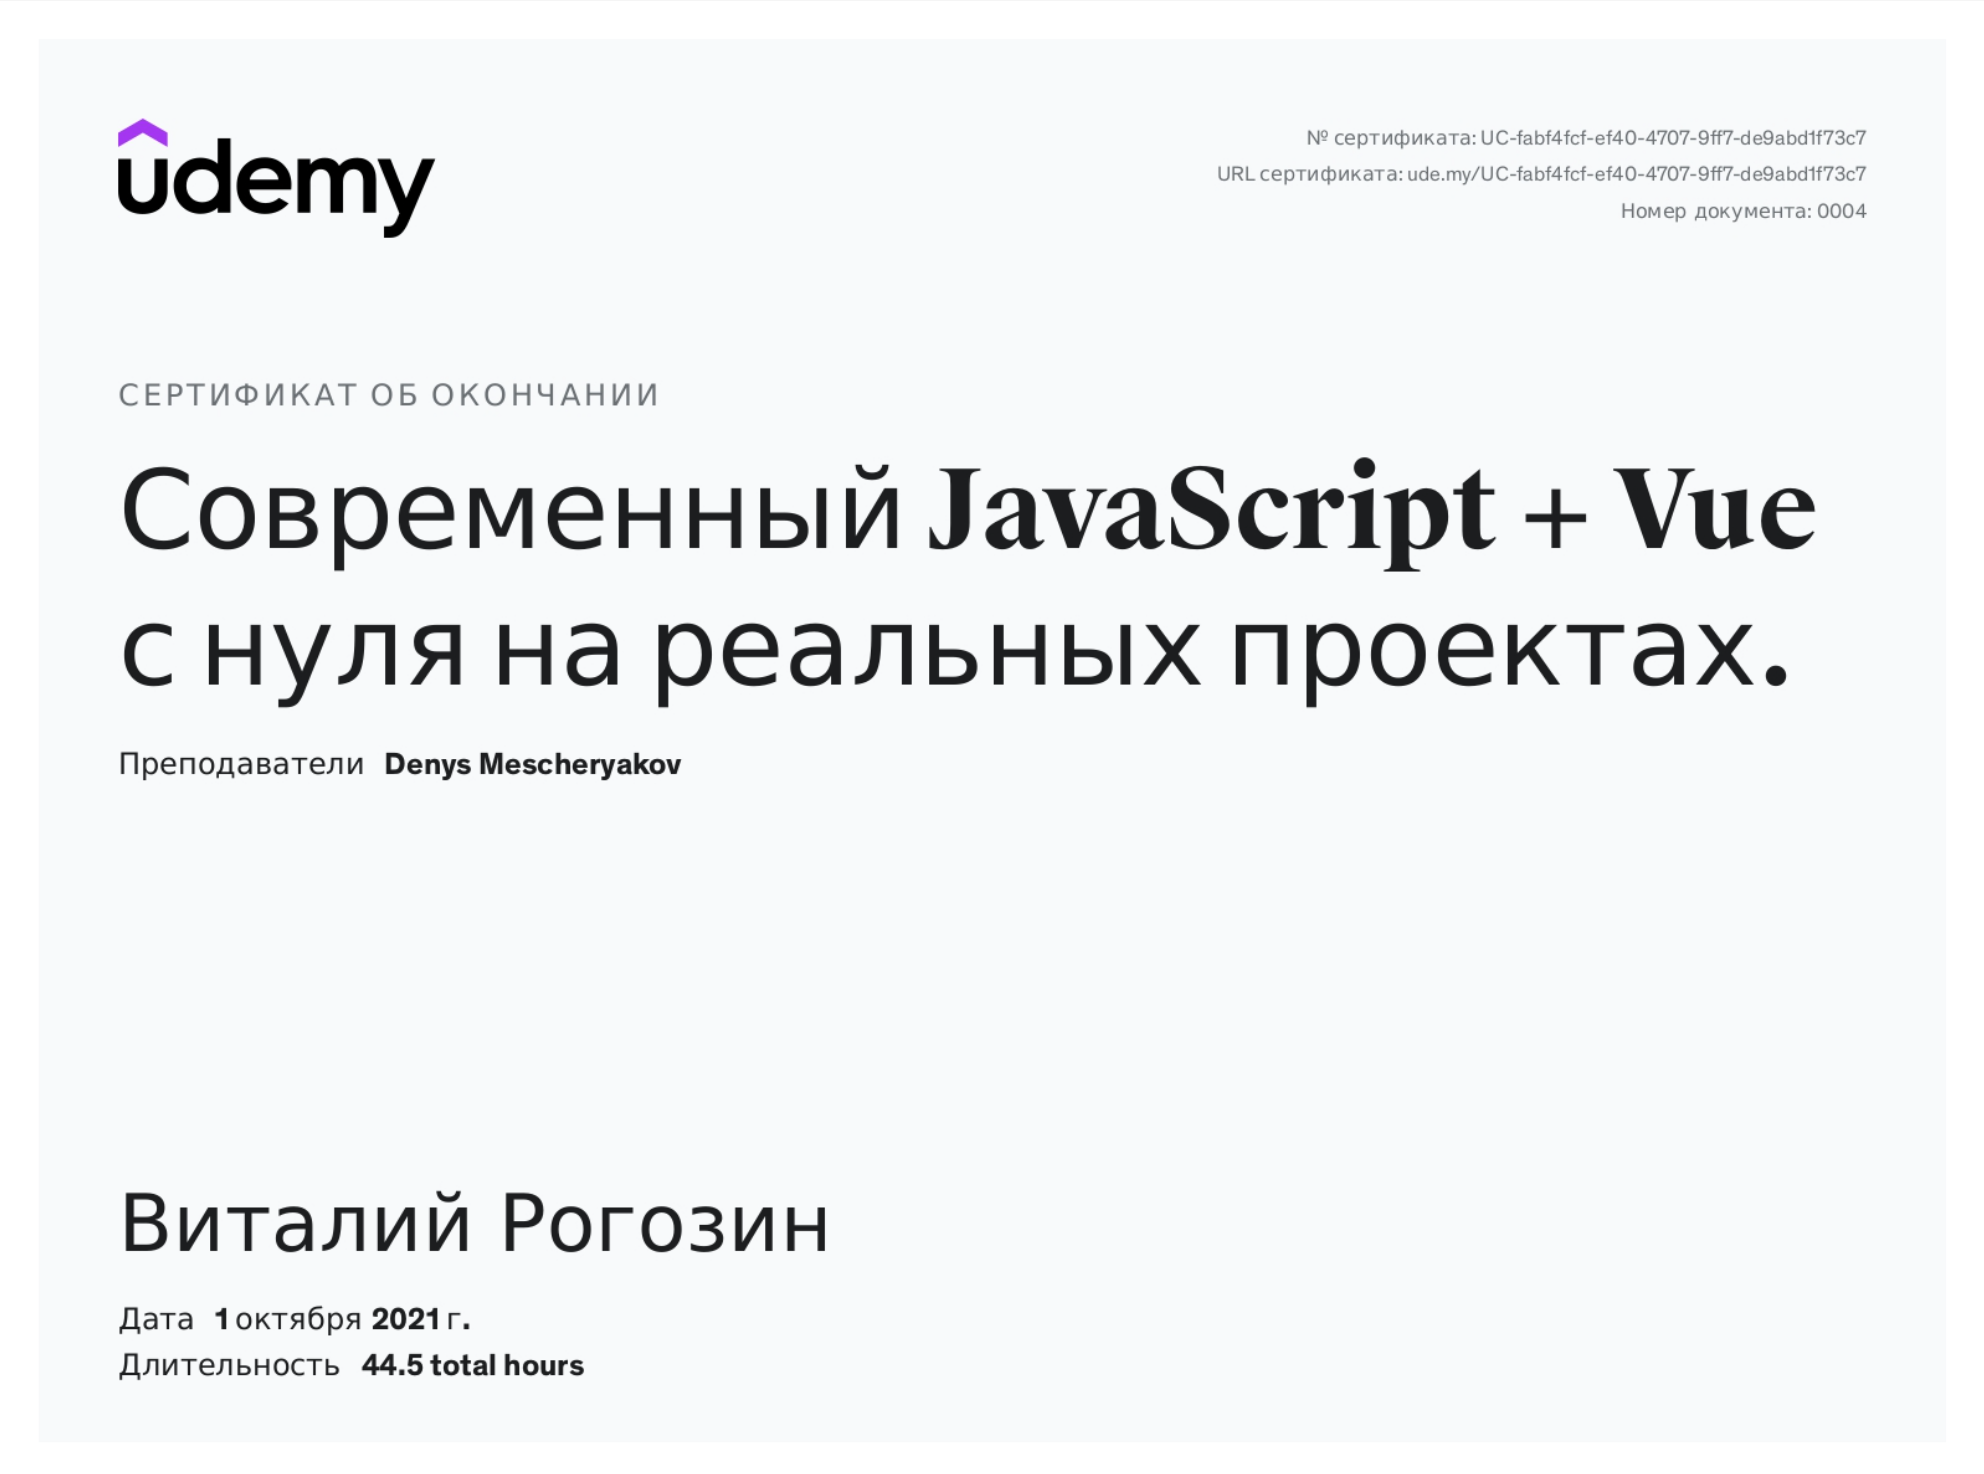 udemy
№ сертификата: UC-fabf4fcf-ef40-4707-9ff7-de9abd1f73c7
URL сертификата: ude.my/UC-fabf4fcf-ef40-4707-9ff7-de9abd1f73c7
Номер документа: 0004
СЕРТИФИКАТ ОБ ОКОНЧАНИИ
Современный JavaScript + Vue
с нуля на реальных проектах.
Преподаватели Denys Mescheryakov
Виталий Рогозин
Дата 1 октября 2021 г.
Длительность 44.5 total hours